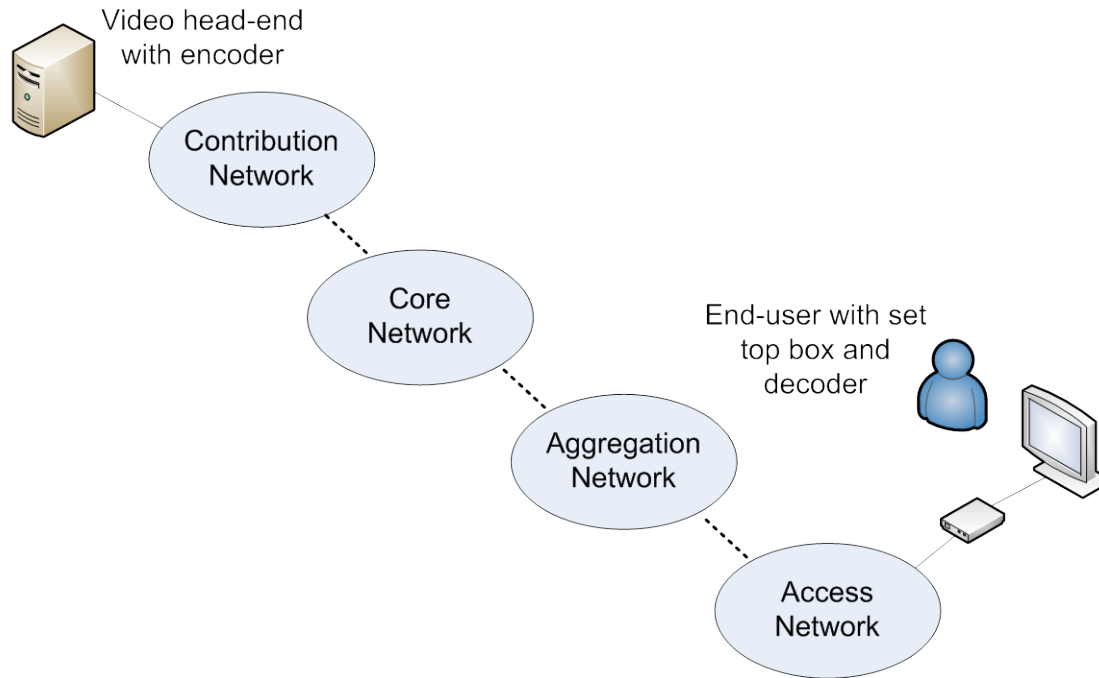 Video head-end
with encoder
Contribution
Network
Core
Network
End-user with set
top box and
decoder
Aggregation
Network
Access
Network